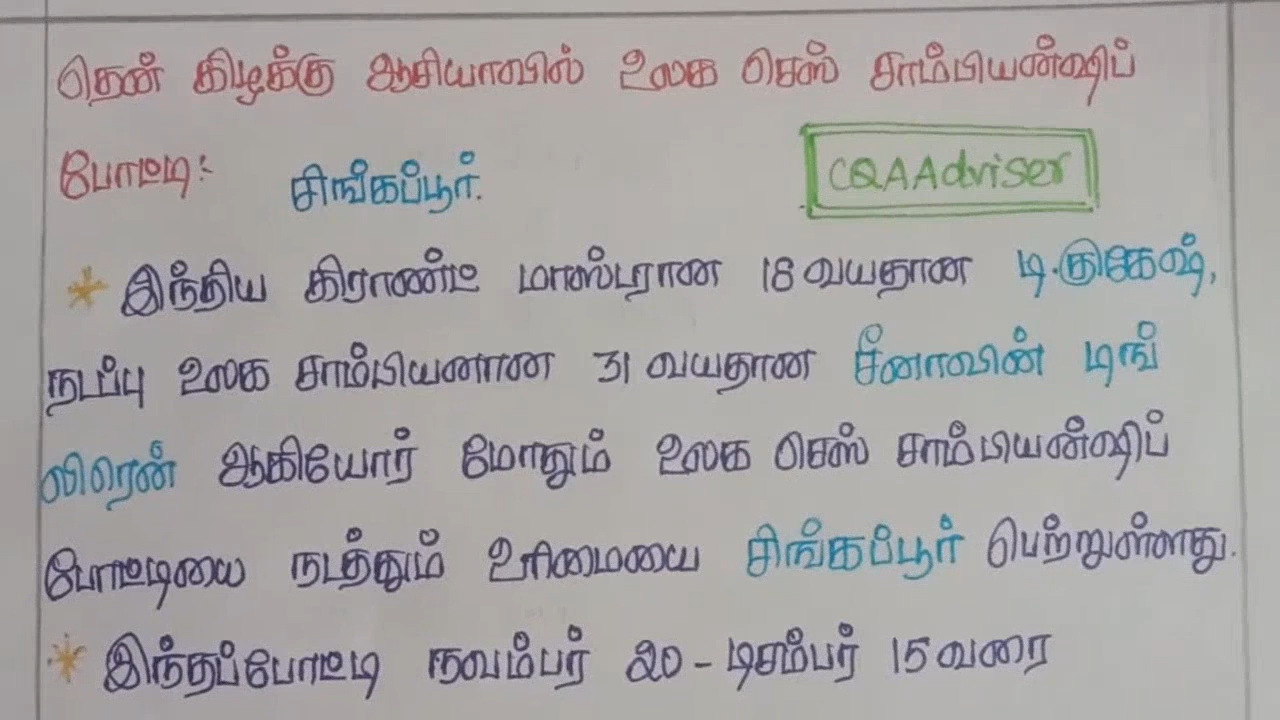 தென் கிழக்கு ஆசியாவில் உலக செஸ் சாம்பியன்ஷிப்
போட்டி:
சிங்கப்பூர்.
CQAAdviser
* இந்திய கிராண்ட் மாஸ்டரான 18 வயதான டி.குகேஷ்,
நடப்பு உலக சாம்பியனான 31 வயதான சீனாவின் டிங்
லிரென் ஆகியோர் மோதும் உலக செஸ் சாம்பியன்ஷிப்
போட்டியை நடத்தும் உரிமையை சிங்கப்பூர் பெற்றுள்ளது.
* இந்தப்போட்டி நவம்பர் 20 - டிசம்பர் 15 வரை